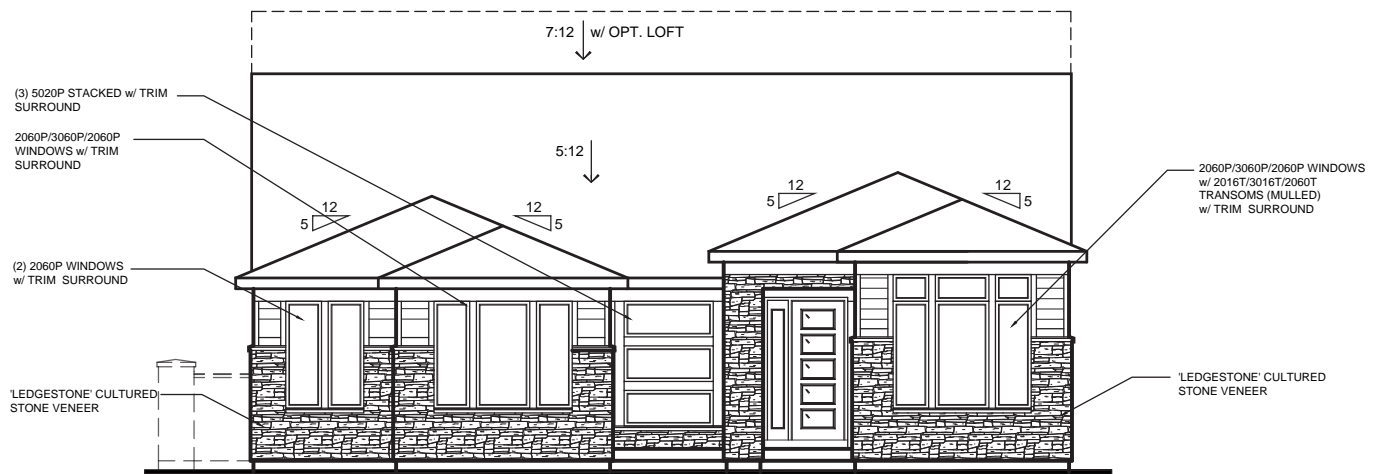 7:12 w/ OPT. LOFT
(3) 5020P STACKED w/ TRIM
SURROUND
2060P/3060P/2060P
WINDOWS w/ TRIM
SURROUND
5:12
2060P/3060P/2060P WINDOWS
w/ 2016T/3016T/2060T
TRANSOMS (MULLED)
w/ TRIM SURROUND
12
5
12
5
12
5
12
5
(2) 2060P WINDOWS
w/ TRIM SURROUND
'LEDGESTONE' CULTURED
STONE VENEER
'LEDGESTONE' CULTURED
STONE VENEER